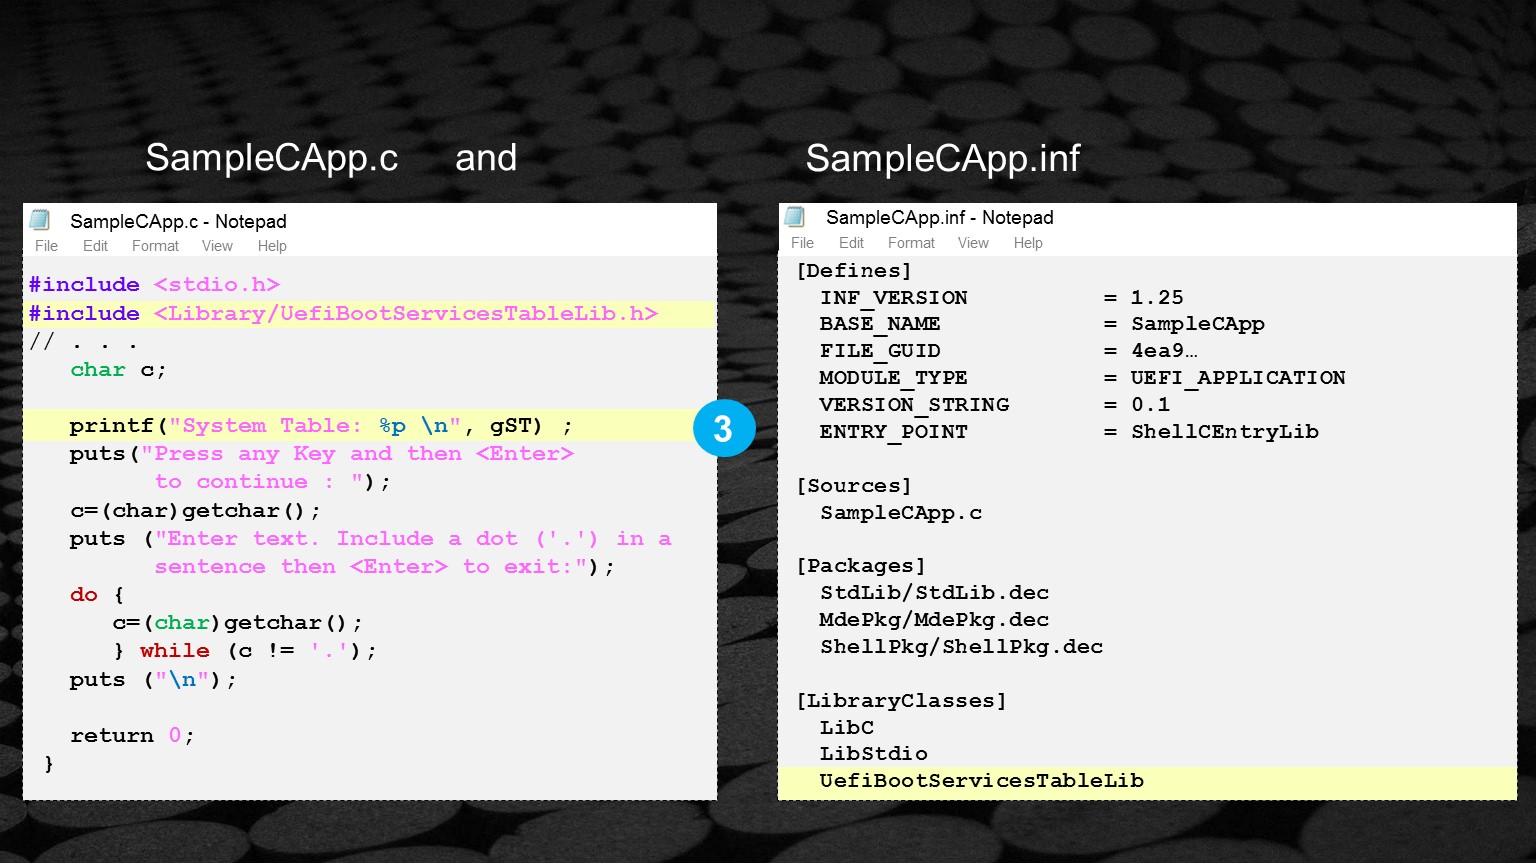 SampleCApp.c and
SampleCApp.inf
SampleCApp.c - Notepad
File Edit Format View Help
#include <stdio.h>
#include <Library/UefiBootServicesTableLib.h>
// . . .
char c;
printf("System Table: %p \n", gST) ;
puts("Press any Key and then <Enter>
to continue : ");
c=(char)getchar();
puts ("Enter text. Include a dot ('.') in a
sentence then <Enter> to exit:");
do {
c=(char)getchar();
} while (c != '.');
puts ("\n");
return 0;
}
3
SampleCApp.inf - Notepad
File Edit Format View Help
[Defines]
INF_VERSION = 1.25
BASE_NAME = SampleCApp
FILE_GUID = 4ea9…
MODULE_TYPE = UEFI_APPLICATION
VERSION_STRING = 0.1
ENTRY_POINT = ShellCEntryLib
[Sources]
SampleCApp.c
[Packages]
StdLib/StdLib.dec
MdePkg/MdePkg.dec
ShellPkg/ShellPkg.dec
[LibraryClasses]
LibC
LibStdio
UefiBootServicesTableLib